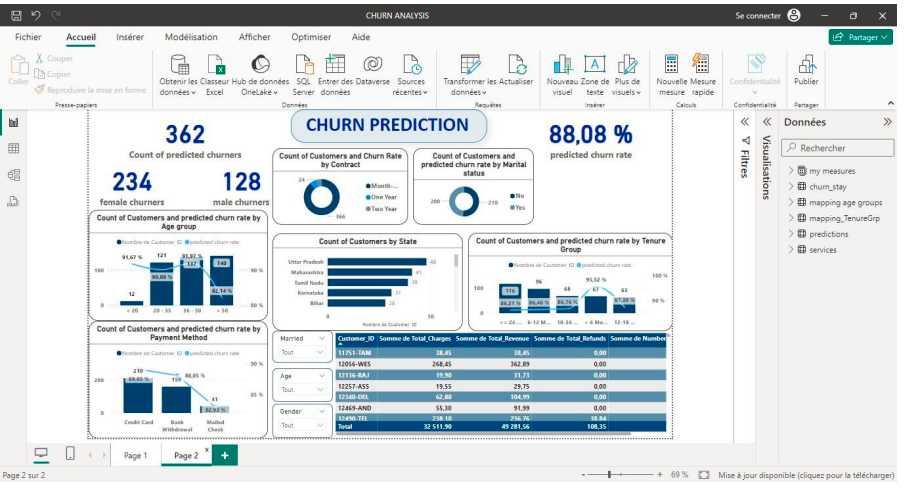 CHURN ANALYSIS
Se connecter
Fichier
Accueil
Insérer
Modélisation
Afficher
Optimiser
Aide
Partager
Coller
Couper
Copier
Reproduire la mise en forme
Presse-papiers
Obtenir les données
Classeur Excel
Hub de données OneLake
SQL Server
Entrer des données
Dataverse
Sources récentes
Données
Transformer les données
Actualiser
Requêtes
Nouveau visuel
Zone de texte
Plus de visuels
Insérer
Nouvelle mesure
Mesure rapide
Calculs
Confidentialité
Confidentialité
Publier
Partager
CHURN PREDICTION
362
Count of predicted churners
88,08 %
predicted churn rate
234
female churners
128
male churners
Count of Customers and Churn Rate
by Contract
24
366
Month-...
One Year
Two Year
Count of Customers and
predicted churn rate by Marital
status
200
210
No
Yes
Count of Customers and predicted churn rate by
Age group
Nombre de Customer_ID
predicted churn rate
91,67 %
121
91,97 %
137
140
90,08 %
82,14 %
12
100
0
90 %
80 %
< 20
20 - 35
36 - 50
> 50
Count of Customers by State
Uttar Pradesh
Maharashtra
Tamil Nadu
Karnataka
Bihar
41
31
28
0
50
Nombre de Customer_ID
Count of Customers and predicted churn rate by Tenure
Group
Nombre de Customer_ID
predicted churn rate
116
96
68
95,52 %
67
63
86,21 %
86,46 %
86,76 %
87,30 %
100
0
100 %
90 %
>= 24 ...
6-12 M...
18-24 ...
< 6 Mo...
12-18 ...
Count of Customers and predicted churn rate by
Payment Method
Nombre de Customer_ID
predicted churn rate
210
89,05 %
159
88,05 %
41
82,93 %
200
0
90 %
85 %
Credit Card
Bank
Withdrawal
Mailed
Check
Married
Tout
Age
Tout
Gender
Tout
Customer_ID Somme de Total_Charges Somme de Total_Revenue Somme de Total_Refunds Somme de Number
11751-TAM 38,45 38,45 0,00
12056-WES 268,45 362,89 0,00
12136-RAJ 19,90 31,73 0,00
12257-ASS 19,55 29,75 0,00
12340-DEL 62,80 104,99 0,00
12469-AND 55,30 91,99 0,00
12490-TEL 238,10 236,76 38,84
Total 32 511,90 49 281,56 108,35
Filtres
Visualisations
Données
Rechercher
my measures
churn_stay
mapping age groups
mapping_TenureGrp
predictions
services
Page 1
Page 2
Page 2 sur 2
69 %
Mise à jour disponible (cliquez pour la télécharger)